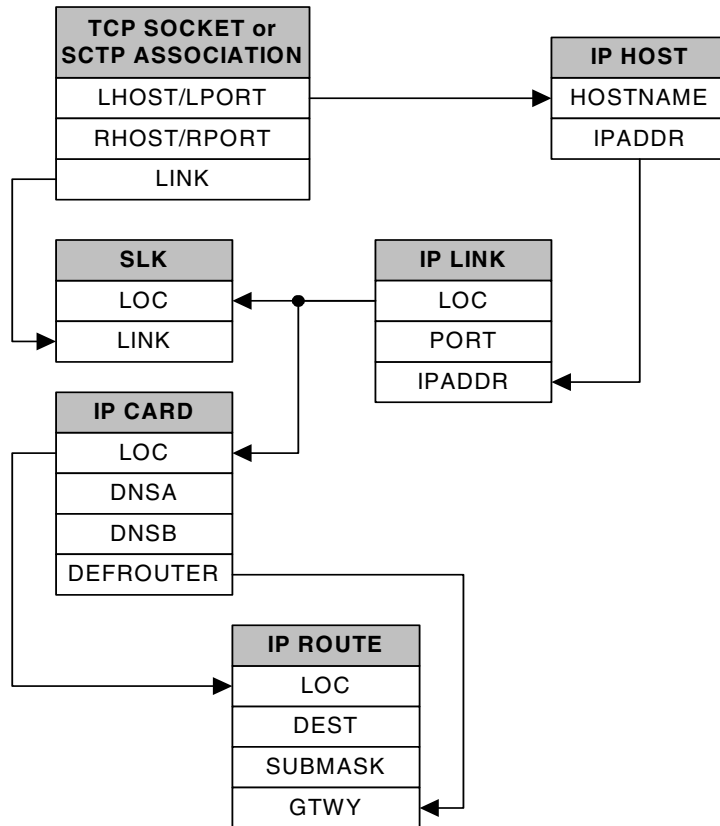 TCP SOCKET or
SCTP ASSOCIATION
LHOST/LPORT
RHOST/RPORT
LINK
IP HOST
HOSTNAME
IPADDR
SLK
LOC
LINK
IP LINK
LOC
PORT
IPADDR
IP CARD
LOC
DNSA
DNSB
DEFROUTER
IP ROUTE
LOC
DEST
SUBMASK
GTWY